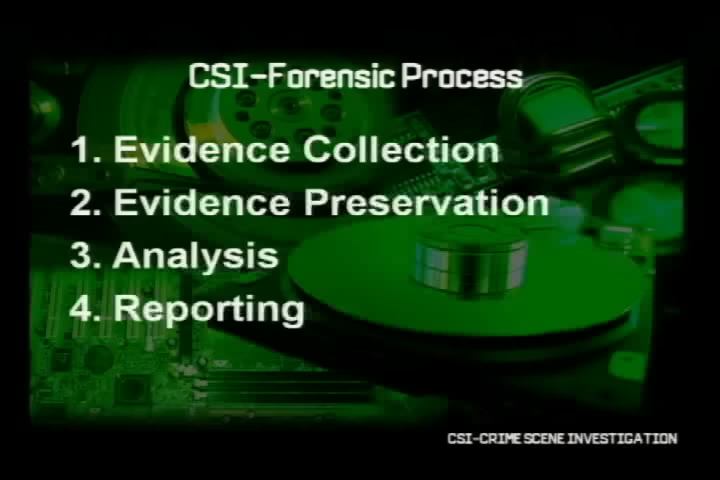 CSI-Forensic Process
1. Evidence Collection
2. Evidence Preservation
3. Analysis
4. Reporting
CSI-CRIME SCENE INVESTIGATION